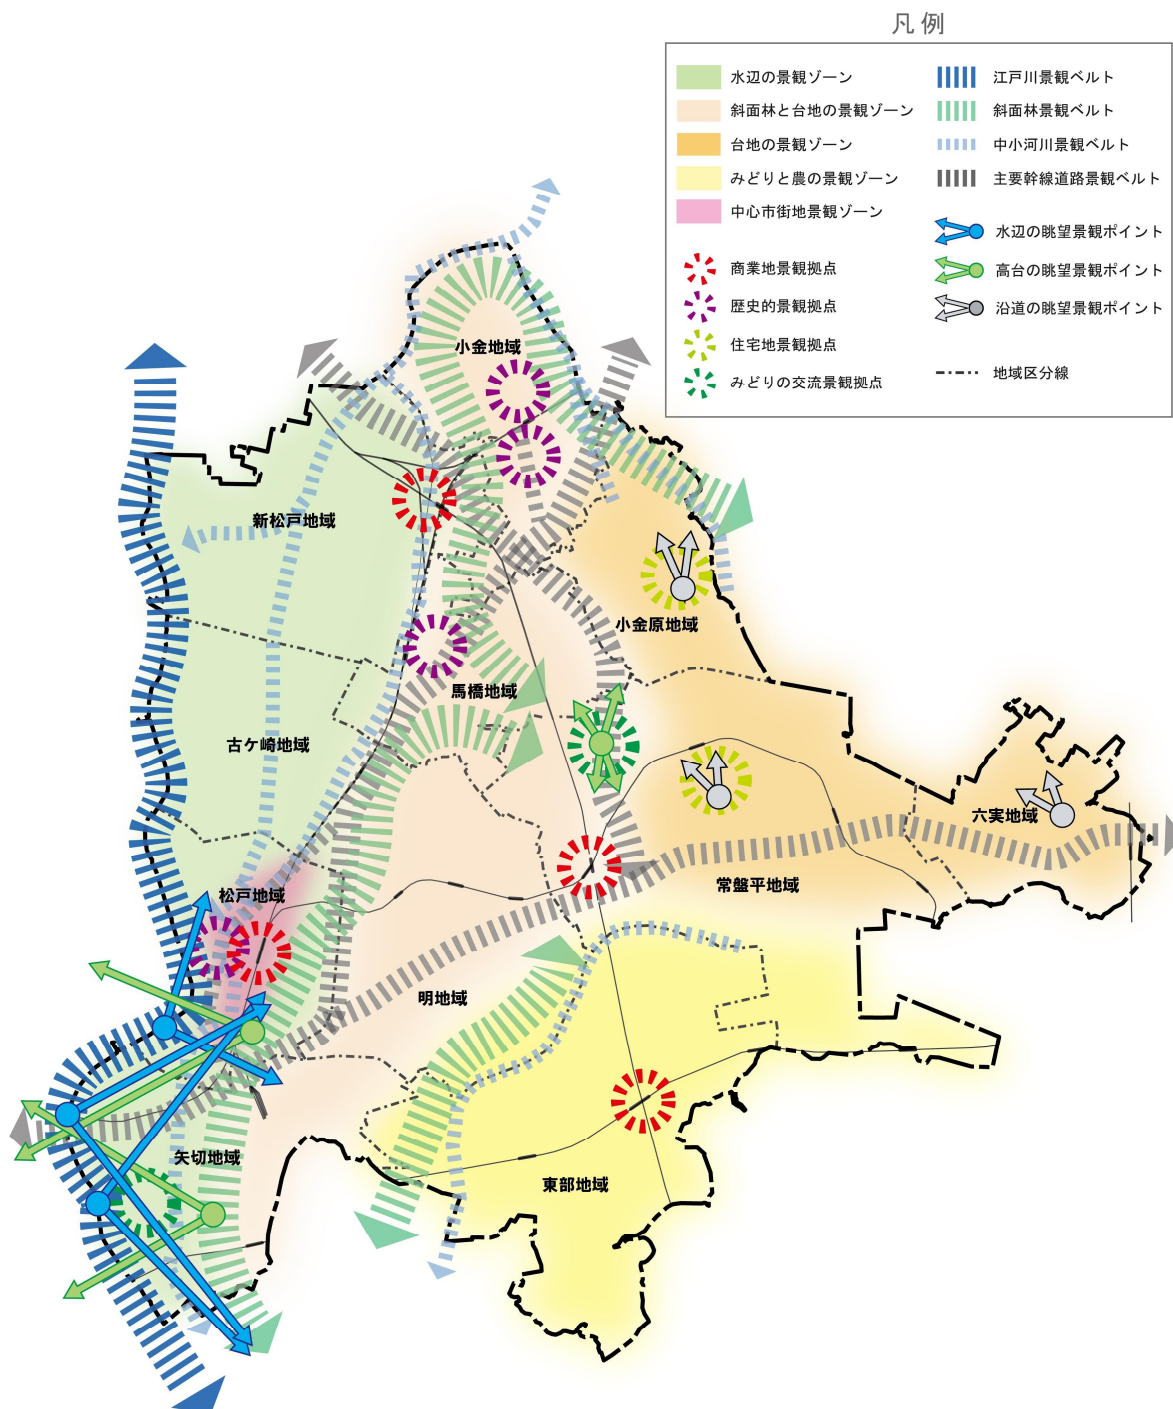 凡例
水辺の景観ゾーン
斜面林と台地の景観ゾーン
台地の景観ゾーン
みどりと農の景観ゾーン
中心市街地景観ゾーン
商業地景観拠点
歴史的景観拠点
住宅地景観拠点
みどりの交流景観拠点
江戸川景観ベルト
斜面林景観ベルト
中小河川景観ベルト
主要幹線道路景観ベルト
水辺の眺望景観ポイント
高台の眺望景観ポイント
沿道の眺望景観ポイント
地域区分線
小金地域
新松戸地域
小金原地域
馬橋地域
古ケ崎地域
六実地域
常盤平地域
松戸地域
明地域
矢切地域
東部地域